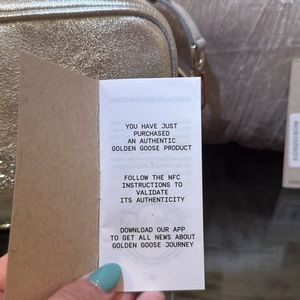 YOU HAVE JUST
PURCHASED
AN AUTHENTIC
GOLDEN GOOSE PRODUCT
FOLLOW THE NFC
INSTRUCTIONS TO
VALIDATE
ITS AUTHENTICITY
DOWNLOAD OUR APP
TO GET ALL NEWS ABOUT
GOLDEN GOOSE JOURNEY